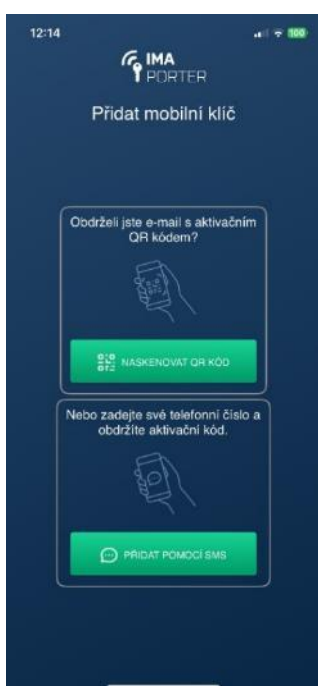 12:14
100
IMA
PORTER
Přidat mobilní klíč
Obdrželi jste e-mail s aktivačním
QR kódem?
NASKENOVAT QR KÓD
Nebo zadejte své telefonní číslo a
obdržíte aktivační kód.
PŘIDAT POMOCÍ SMS